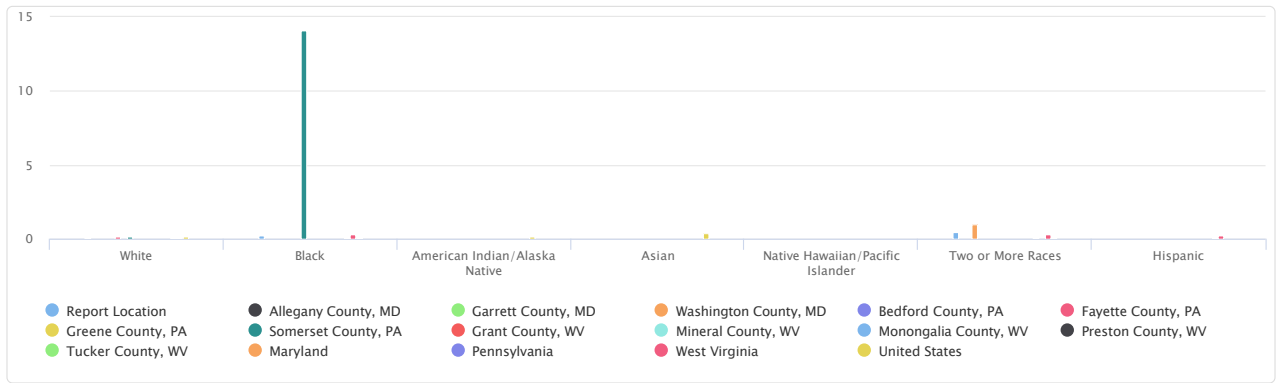 15
10
5
0
White Black American Indian/Alaska Native Asian Native Hawaiian/Pacific Islander Two or More Races Hispanic
Report Location Allegany County, MD Garrett County, MD Washington County, MD Bedford County, PA Fayette County, PA
Greene County, PA Somerset County, PA Grant County, WV Mineral County, WV Monongalia County, WV Preston County, WV
Tucker County, WV Maryland Pennsylvania West Virginia United States